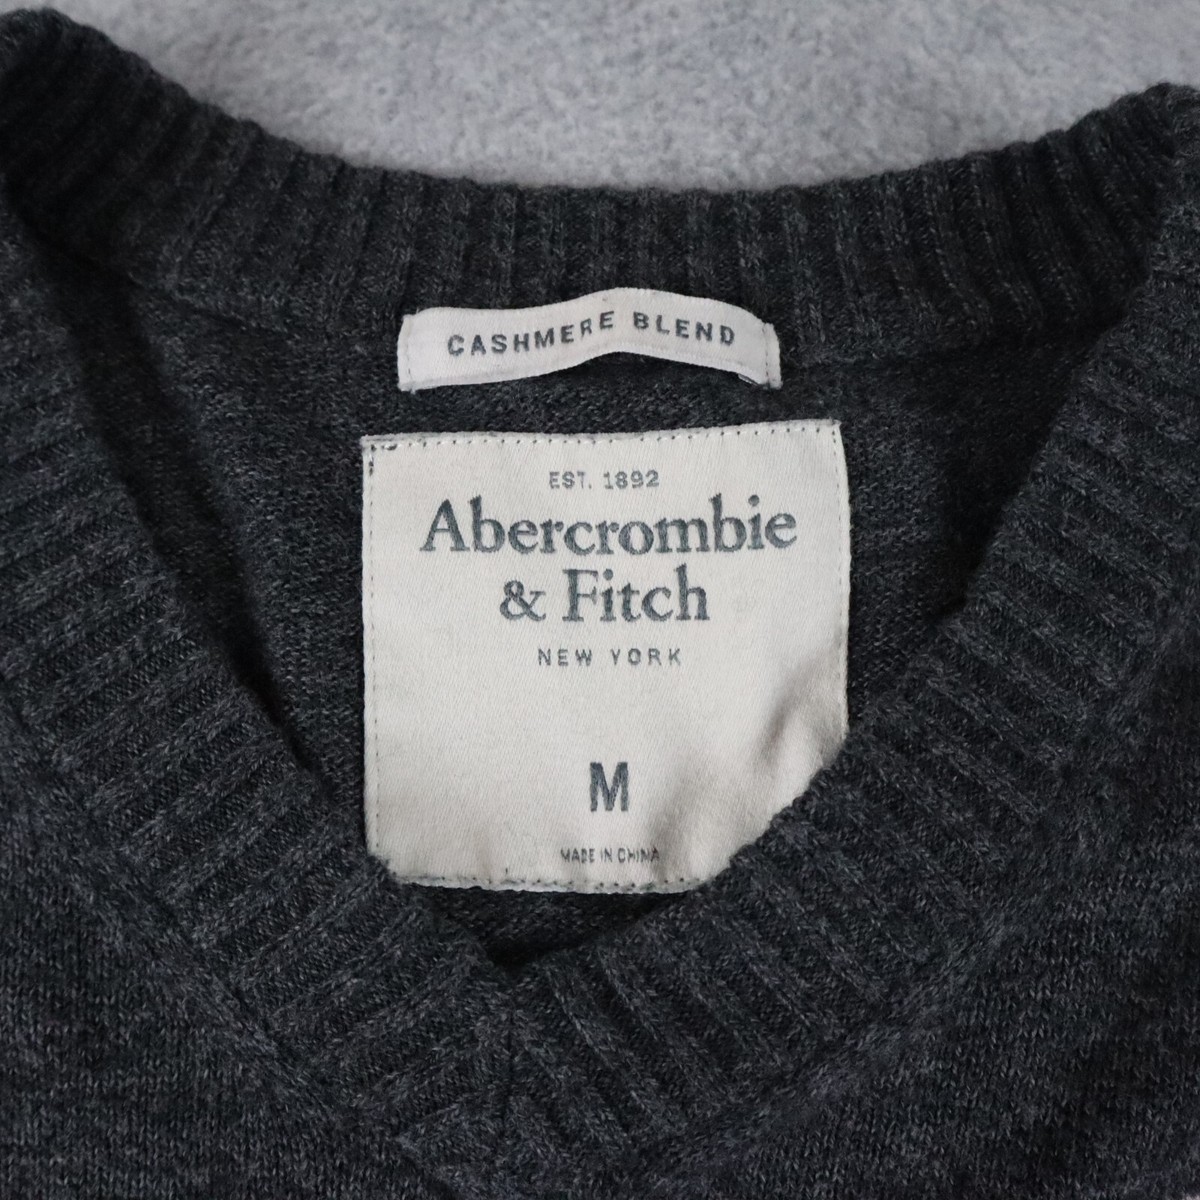 CASHMERE BLEND
EST. 1892
Abercrombie
& Fitch
NEW YORK
M
MADE IN CHINA